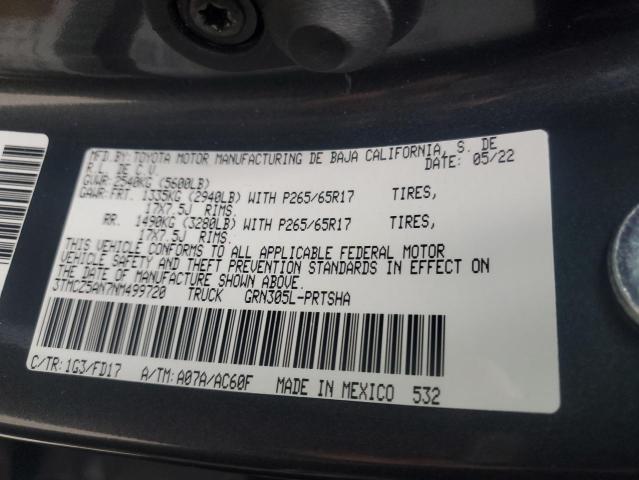 MFD.BY:TOYOTA MOTOR MANUFACTURING DE BAJA CALIFORNIA, S. DE
R.L. DE C.V. DATE: 05/22
GVWR:2540KG (5600LB)
GAWR:FRT. 1335KG (2940LB) WITH P265/65R17 TIRES,
17X7.5J RIMS.
RR. 1490KG (3280LB) WITH P265/65R17 TIRES,
17X7.5J RIMS.
THIS VEHICLE CONFORMS TO ALL APPLICABLE FEDERAL MOTOR
VEHICLE SAFETY AND THEFT PREVENTION STANDARDS IN EFFECT ON
THE DATE OF MANUFACTURE SHOWN ABOVE.
3TMCZ5AN7NM499720 TRUCK GRN305L-PRTSHA
C/TR:1G3/FD17 A/TM:A07A/AC60F MADE IN MEXICO 532